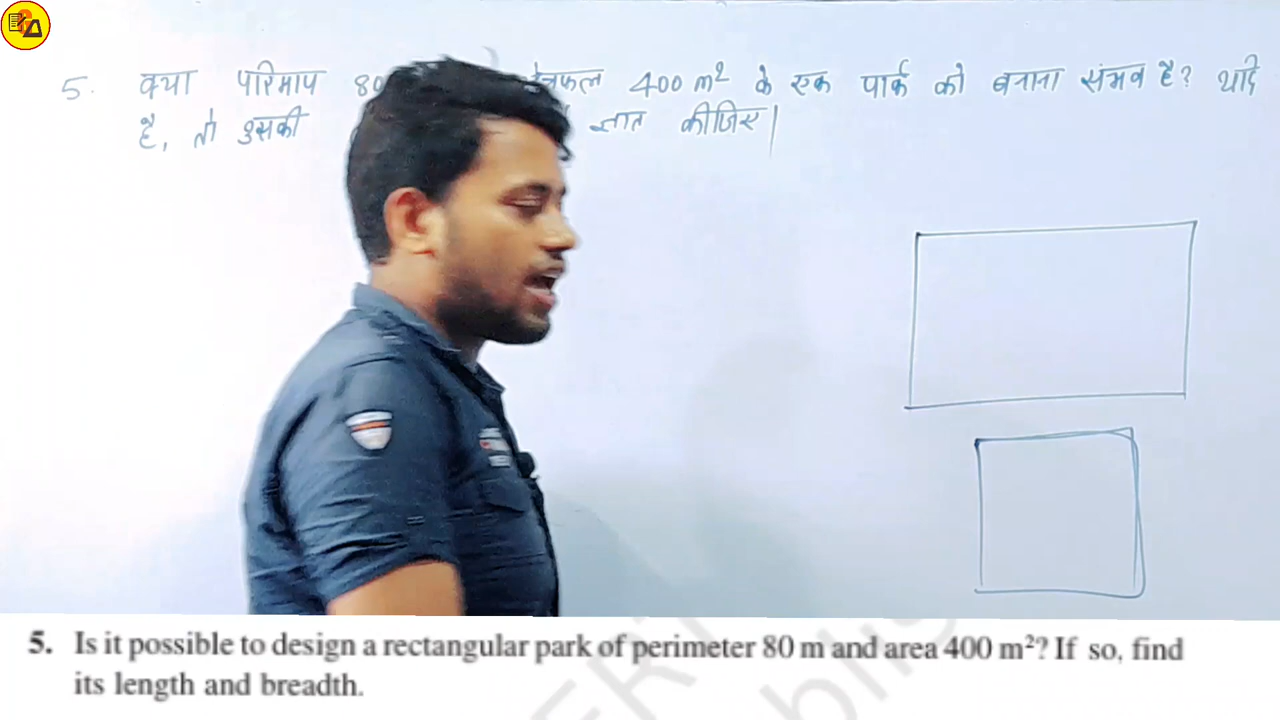 5. क्या परिमाप 80 क्षेत्रफल 400 m² के एक पार्क को बनाना संभव है? यदि
है, तो उसकी ज्ञात कीजिए।
5. Is it possible to design a rectangular park of perimeter 80 m and area 400 m²? If so, find
its length and breadth.